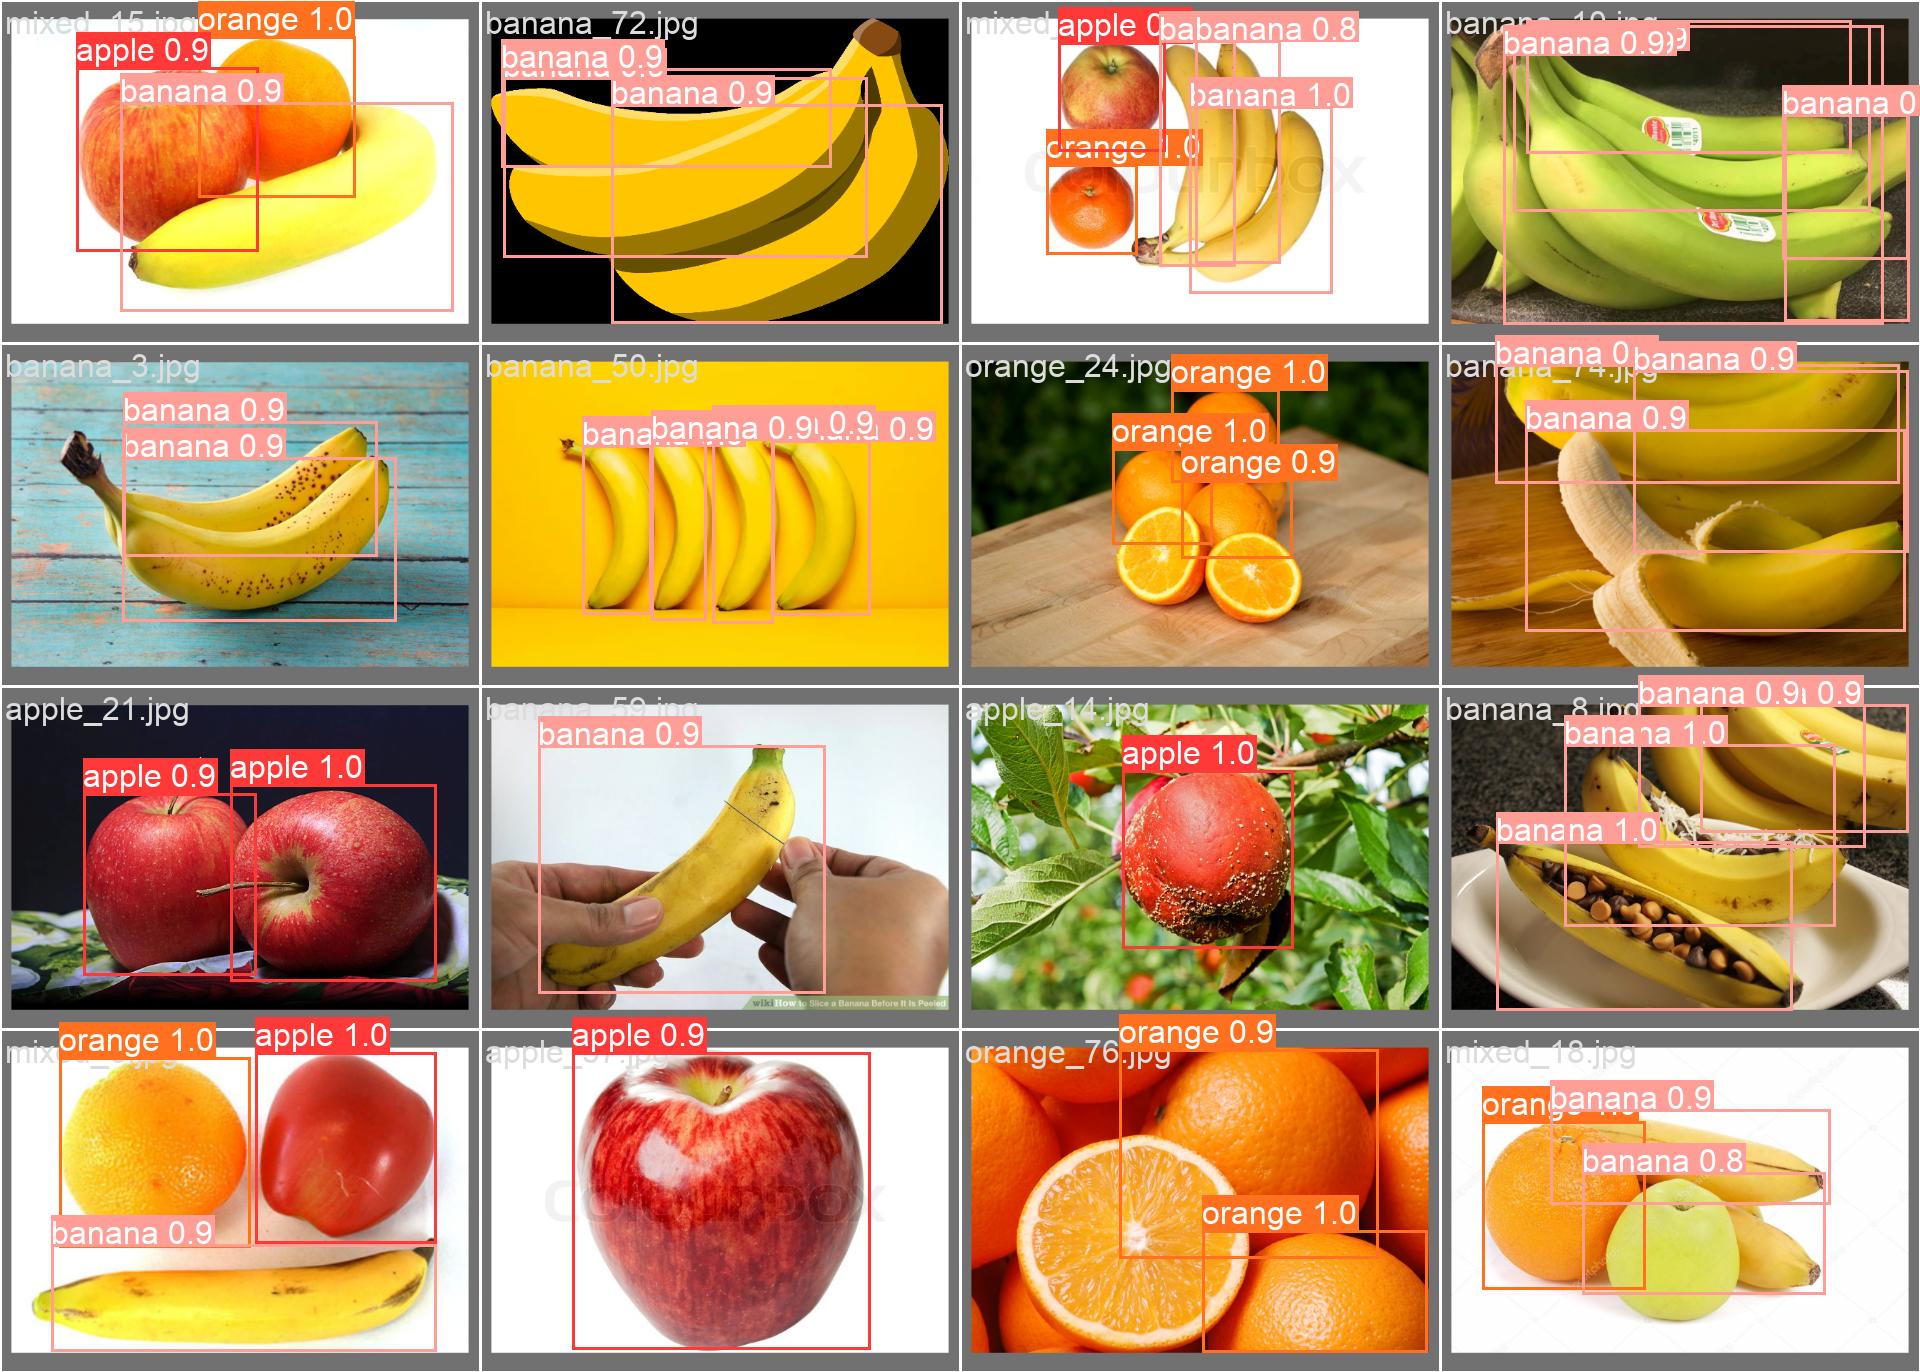 mixed_15.jpg
orange 1.0
apple 0.9
banana 0.9
banana_72.jpg
banana 0.9
banana 0.9
banana 0.9
apple
banana 0.8
banana 1.0
orange 1.0
banana_10.jpg
banana 0.9
banana 0
banana_3.jpg
banana 0.9
banana 0.9
banana_50.jpg
banana 0.9
0.9
0.9
orange_24.jpg
orange 1.0
orange 1.0
orange 0.9
banana_74.jpg
banana 0
banana 0.9
banana 0.9
apple_21.jpg
apple 0.9
apple 1.0
banana_59.jpg
banana 0.9
wikiHow to Slice a Banana Before It Is Peeled
apple_14.jpg
apple 1.0
banana_8.jpg
banana 0.9
0.9
banana 1.0
banana 1.0
orange 1.0
apple 1.0
banana 0.9
apple 0.9
colourbox
orange_76.jpg
orange 0.9
orange 1.0
mixed_18.jpg
banana 0.9
banana 0.8